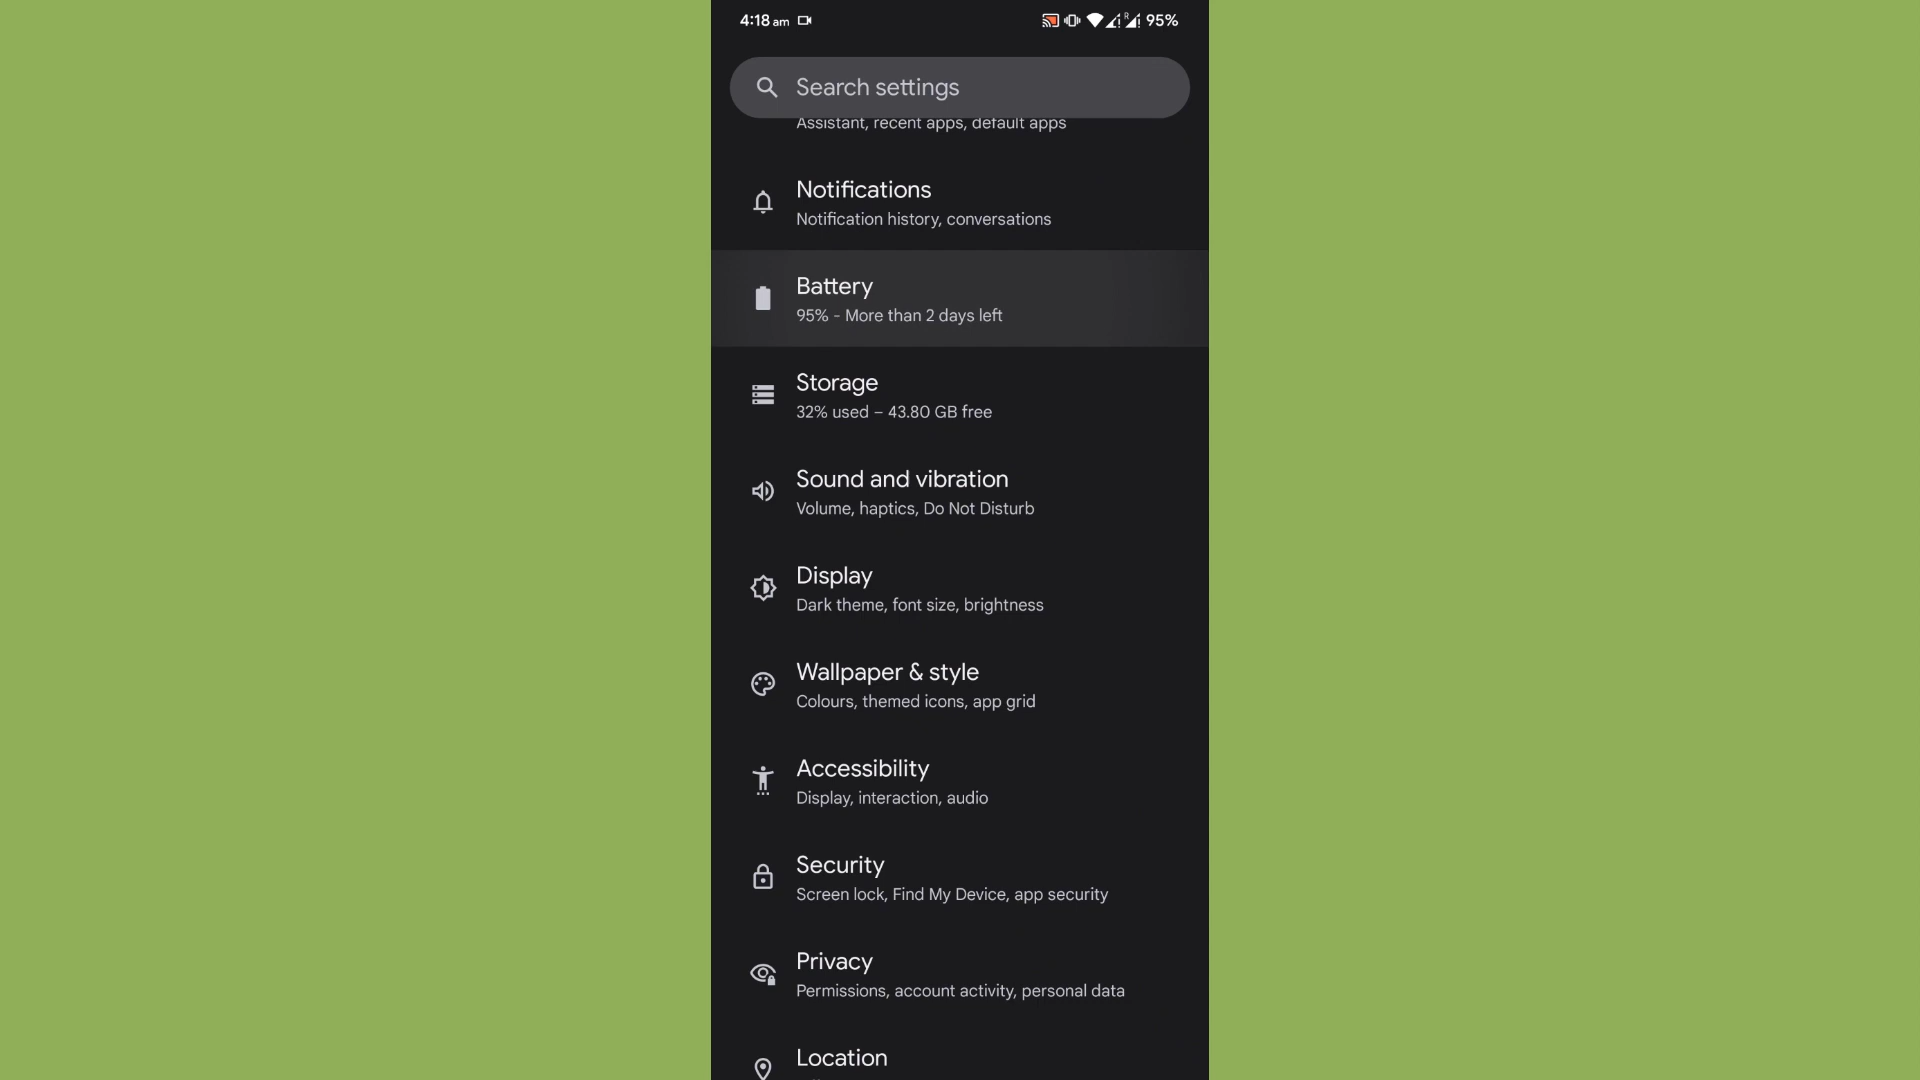 4:18 am
R
95%
Search settings
Assistant, recent apps, default apps
Notifications
Notification history, conversations
Battery
95% - More than 2 days left
Storage
32% used – 43.80 GB free
Sound and vibration
Volume, haptics, Do Not Disturb
Display
Dark theme, font size, brightness
Wallpaper & style
Colours, themed icons, app grid
Accessibility
Display, interaction, audio
Security
Screen lock, Find My Device, app security
Privacy
Permissions, account activity, personal data
Location